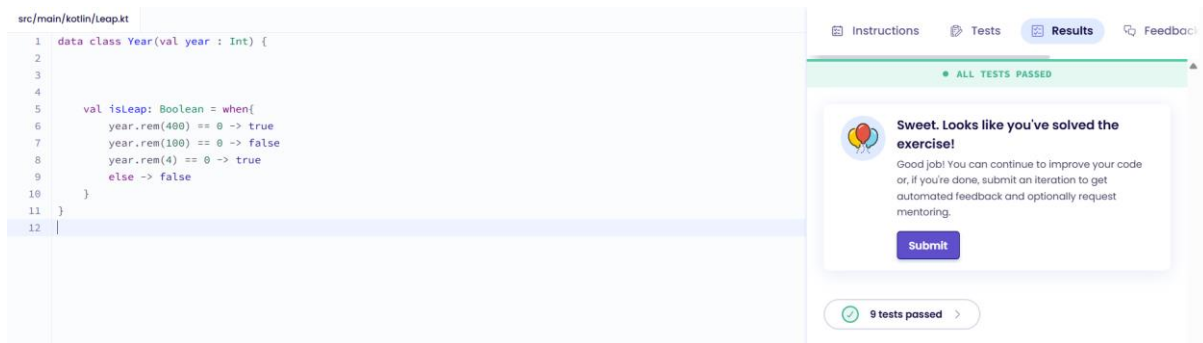 src/main/kotlin/Leap.kt
1 data class Year(val year : Int) {
2
3
4
5     val isLeap: Boolean = when{
6         year.rem(400) == 0 -> true
7         year.rem(100) == 0 -> false
8         year.rem(4) == 0 -> true
9         else -> false
10     }
11 }
12
Instructions Tests Results Feedback
ALL TESTS PASSED
Sweet. Looks like you've solved the
exercise!
Good job! You can continue to improve your code
or, if you're done, submit an iteration to get
automated feedback and optionally request
mentoring.
Submit
9 tests passed